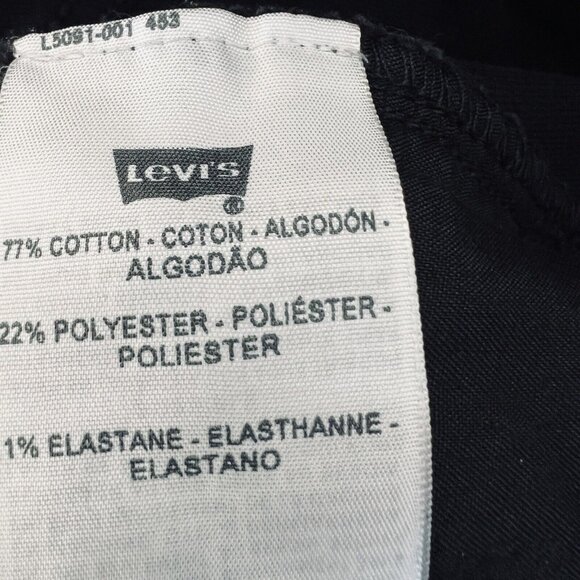 L5091-001 453
LEVI'S
®
77% COTTON - COTON - ALGODÓN -
ALGODÃO
22% POLYESTER - POLIÉSTER -
POLIESTER
1% ELASTANE - ELASTHANNE -
ELASTANO